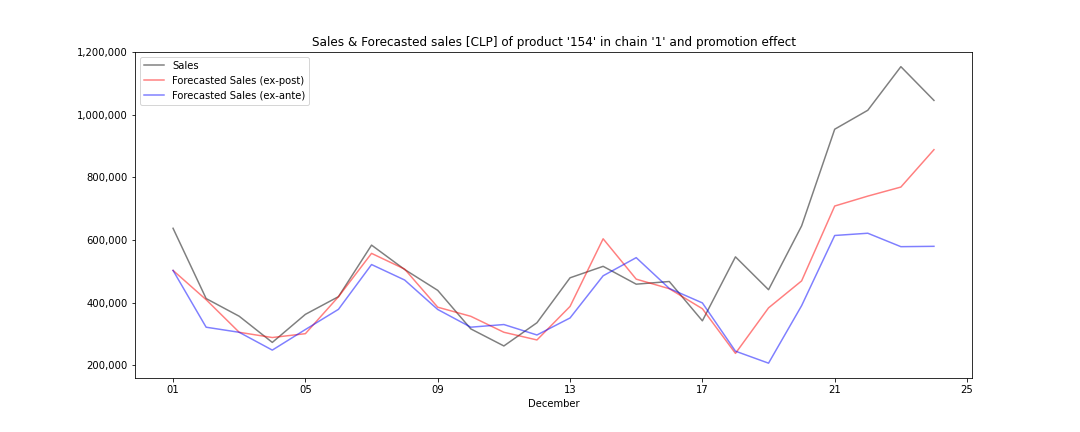 Sales & Forecasted sales [CLP] of product '154' in chain '1' and promotion effect
1,200,000
1,000,000
800,000
600,000
400,000
200,000
Sales
Forecasted Sales (ex-post)
Forecasted Sales (ex-ante)
01 05 09 13 17 21 25
December